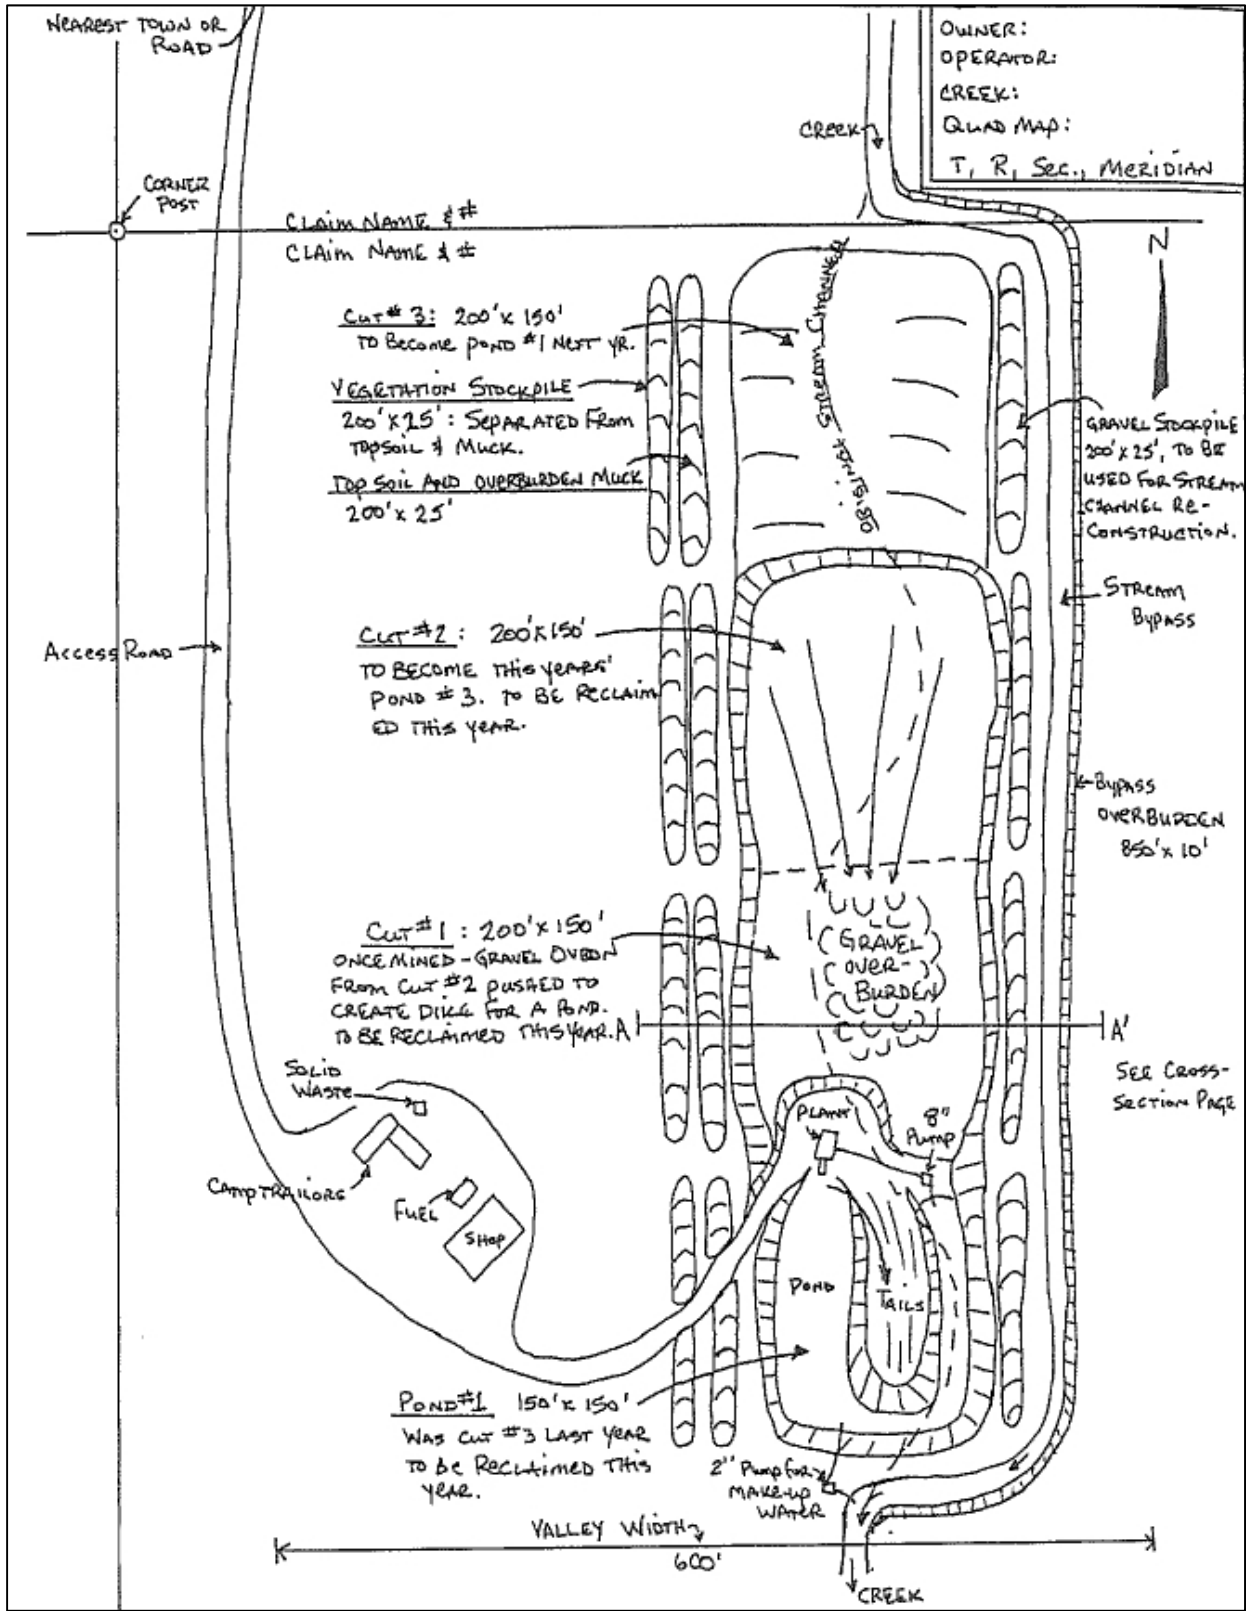 NEAREST TOWN OR
ROAD
OWNER:
OPERATOR:
CREEK:
QUAD MAP:
T, R, SEC., MERIDIAN
CREEK
CORNER
POST
CLAIM NAME & #
CLAIM NAME & #
N
CUT #3: 200' x 150'
TO BECOME POND #1 NEXT YR.
VEGETATION STOCKPILE
200' x 25' : SEPARATED FROM
TOPSOIL & MUCK.
TOP SOIL AND OVERBURDEN MUCK
200' x 25'
ORIGINAL STREAM CHANNEL
GRAVEL STOCKPILE
200' x 25', TO BE
USED FOR STREAM
CHANNEL RE-
CONSTRUCTION.
STREAM
BYPASS
ACCESS ROAD
CUT #2 : 200' x 150'
TO BECOME THIS YEARS'
POND #3. TO BE RECLAIM
ED THIS YEAR.
BYPASS
OVERBURDEN
850' x 10'
CUT #1 : 200' x 150'
ONCE MINED - GRAVEL OVBDN
FROM CUT #2 PUSHED TO
CREATE DIKE FOR A POND.
TO BE RECLAIMED THIS YEAR.
GRAVEL
OVER-
BURDEN
A
A'
SEE CROSS-
SECTION PAGE
SOLID
WASTE
PLANT
8"
PUMP
CAMP TRAILORS
FUEL
SHOP
POND
TAILS
POND #1 150' x 150'
WAS CUT #3 LAST YEAR
TO BE RECLAIMED THIS
YEAR.
2" PUMP FOR
MAKE-UP
WATER
VALLEY WIDTH
600'
CREEK